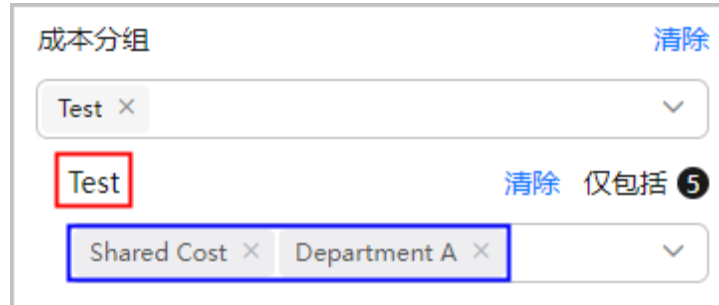 成本分组 清除
Test ×
Test 清除 仅包括 5
Shared Cost × Department A ×